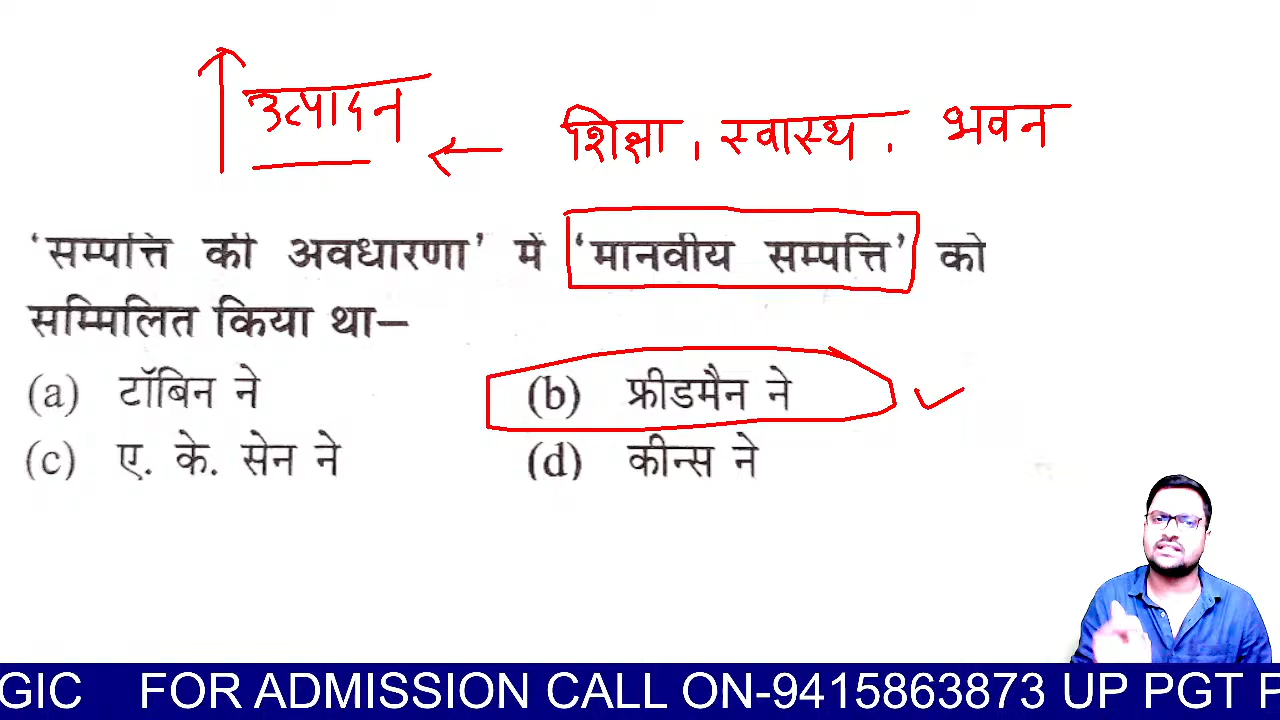 उत्पादन
शिक्षा, स्वास्थ, भवन
'सम्पत्ति की अवधारणा' में 'मानवीय सम्पत्ति' को
सम्मिलित किया था–
(a) टॉबिन ने
(b) फ्रीडमैन ने
(c) ए. के. सेन ने
(d) कीन्स ने
GIC FOR ADMISSION CALL ON-9415863873 UP PGT